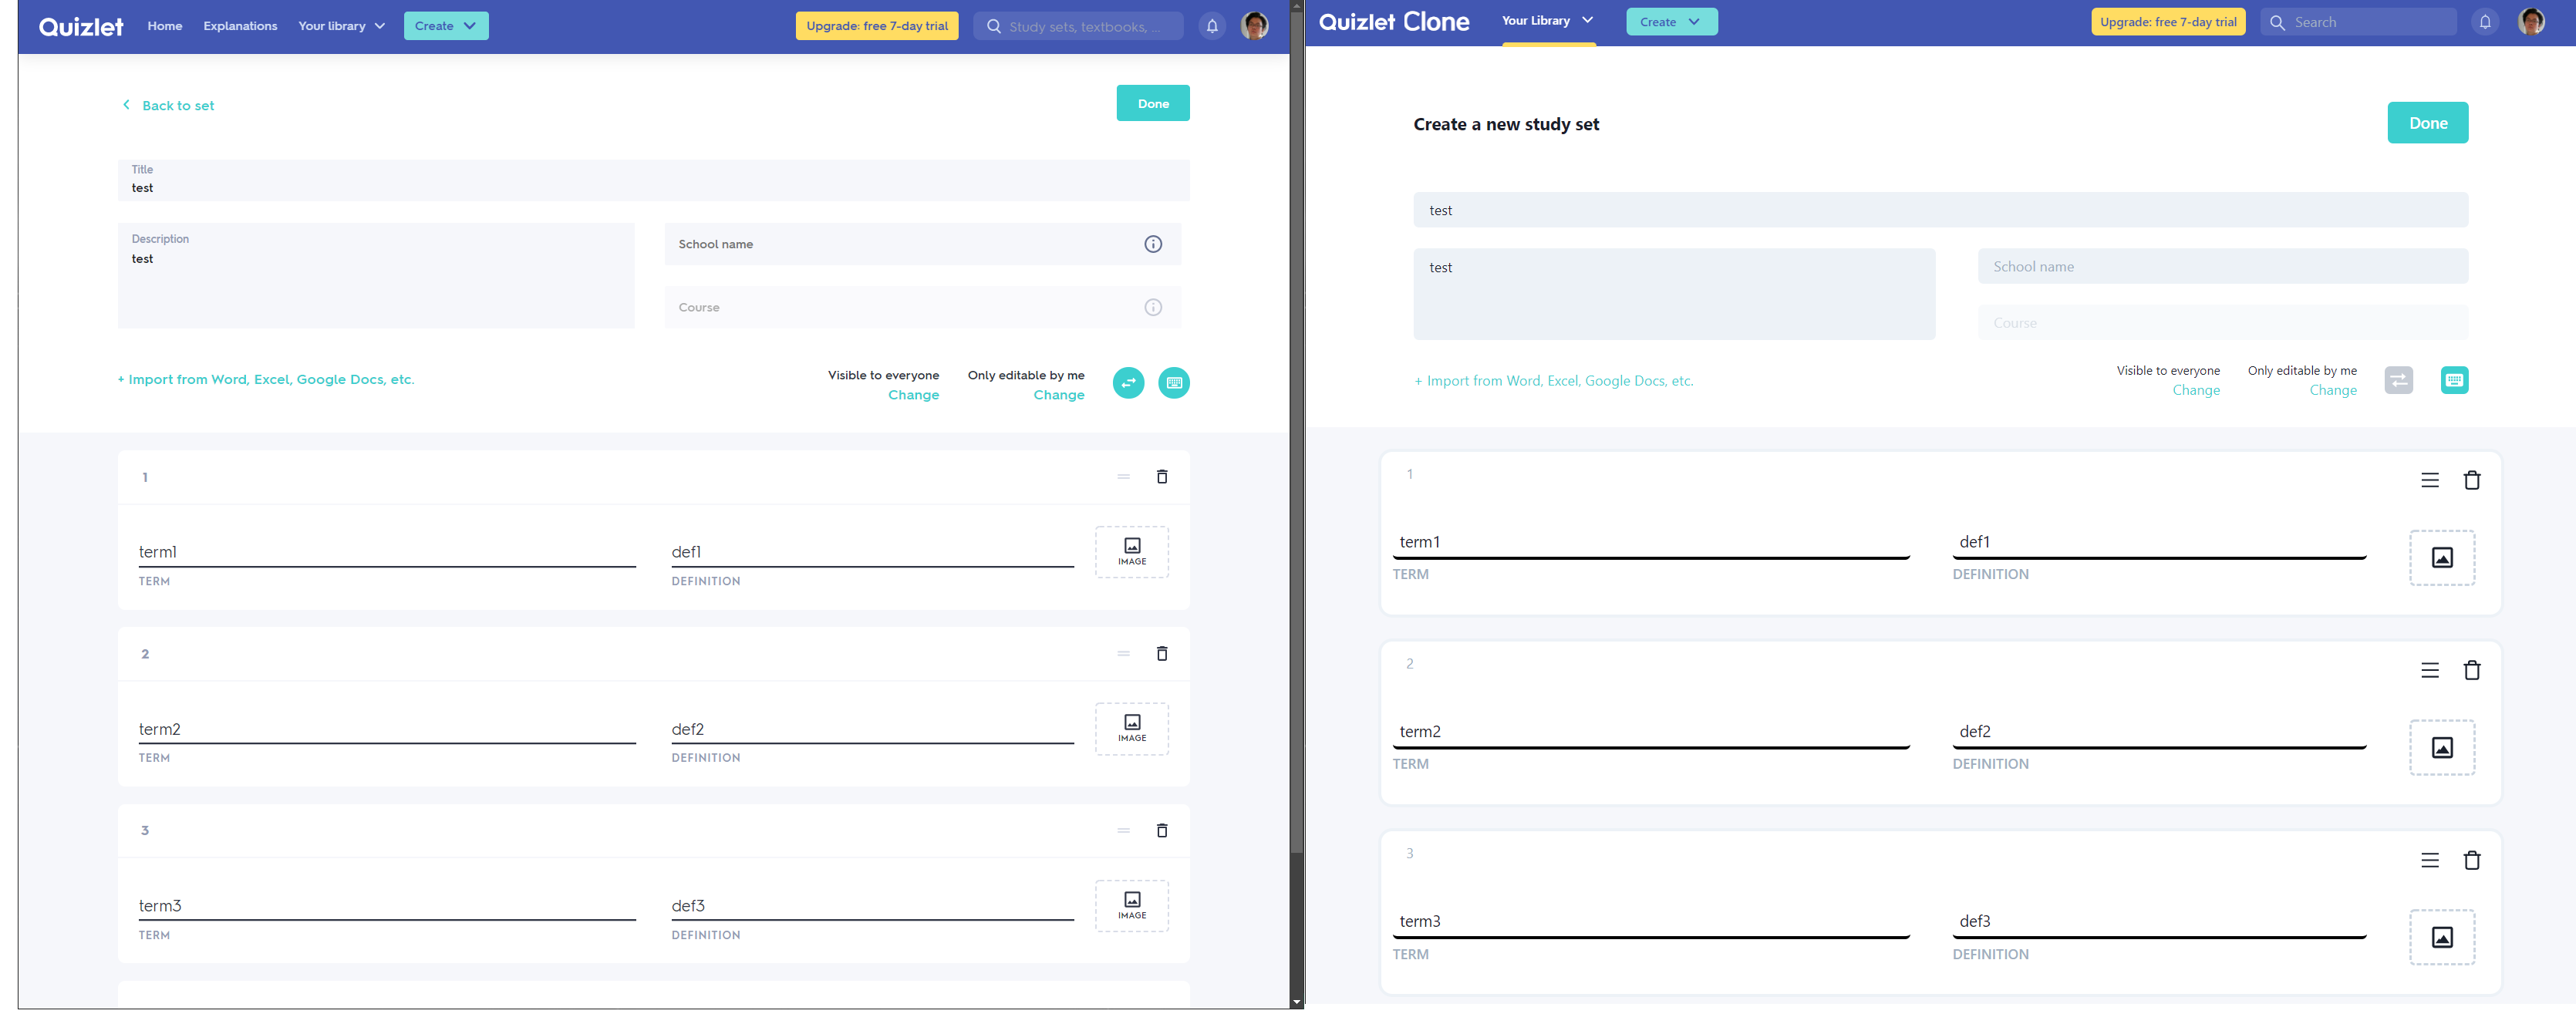 Quizlet Home Explanations Your library Create Upgrade: free 7-day trial Study sets, textbooks, ...
Back to set Done
Title
test
Description
test
School name
Course
+ Import from Word, Excel, Google Docs, etc.
Visible to everyone Only editable by me
Change Change
1
term1 def1
TERM DEFINITION
IMAGE
2
term2 def2
TERM DEFINITION
IMAGE
3
term3 def3
TERM DEFINITION
IMAGE
Quizlet Clone Your Library Create Upgrade: free 7-day trial Search
Create a new study set Done
test
test
School name
Course
+ Import from Word, Excel, Google Docs, etc.
Visible to everyone Only editable by me
Change Change
1
term1 def1
TERM DEFINITION
2
term2 def2
TERM DEFINITION
3
term3 def3
TERM DEFINITION